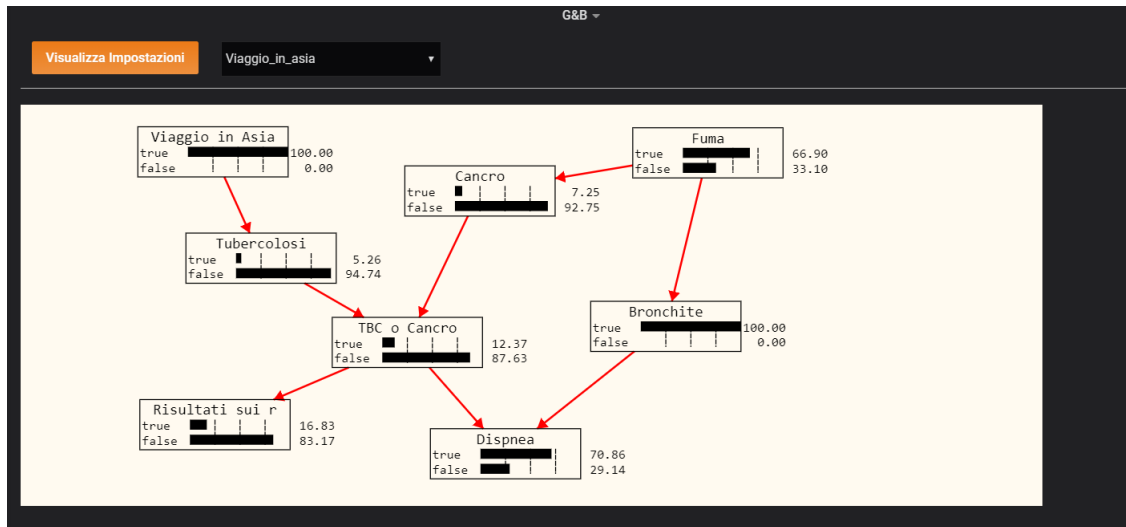 G&B
Visualizza Impostazioni
Viaggio_in_asia
Viaggio in Asia
true 100.00
false 0.00
Fuma
true 66.90
false 33.10
Cancro
true 7.25
false 92.75
Tubercolosi
true 5.26
false 94.74
Bronchite
true 100.00
false 0.00
TBC o Cancro
true 12.37
false 87.63
Risultati sui r
true 16.83
false 83.17
Dispnea
true 70.86
false 29.14